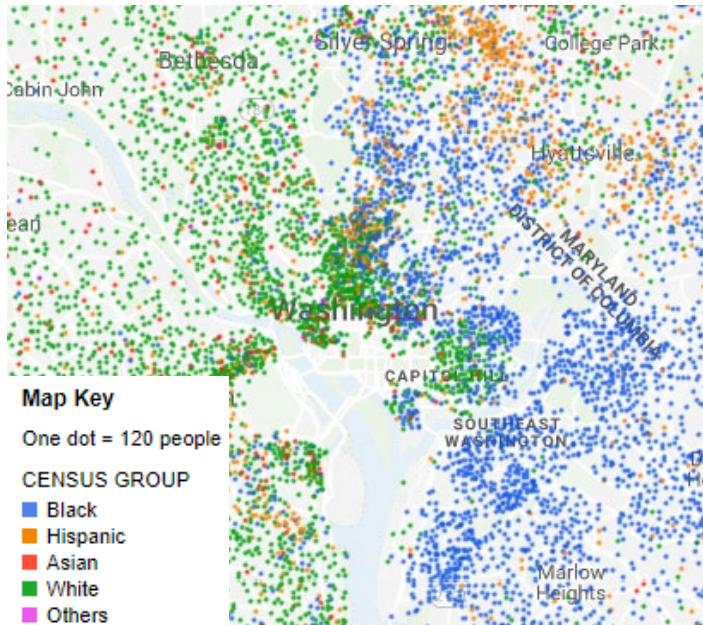 Silver Spring
College Park
Bethesda
Cabin John
Hyattsville
ean
MARYLAND
DISTRICT OF COLUMBIA
Washington
CAPITOL HILL
SOUTHEAST
WASHINGTON
Marlow
Heights
Map Key
One dot = 120 people
CENSUS GROUP
Black
Hispanic
Asian
White
Others